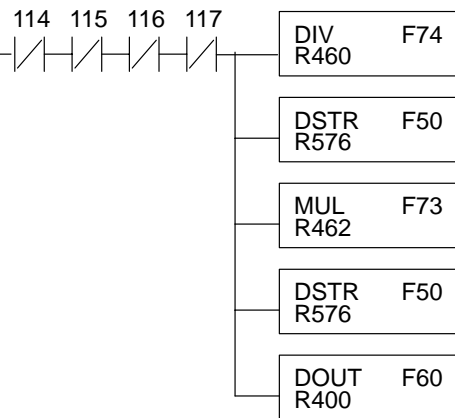 114 115 116 117
DIV F74
R460
DSTR F50
R576
MUL F73
R462
DSTR F50
R576
DOUT F60
R400